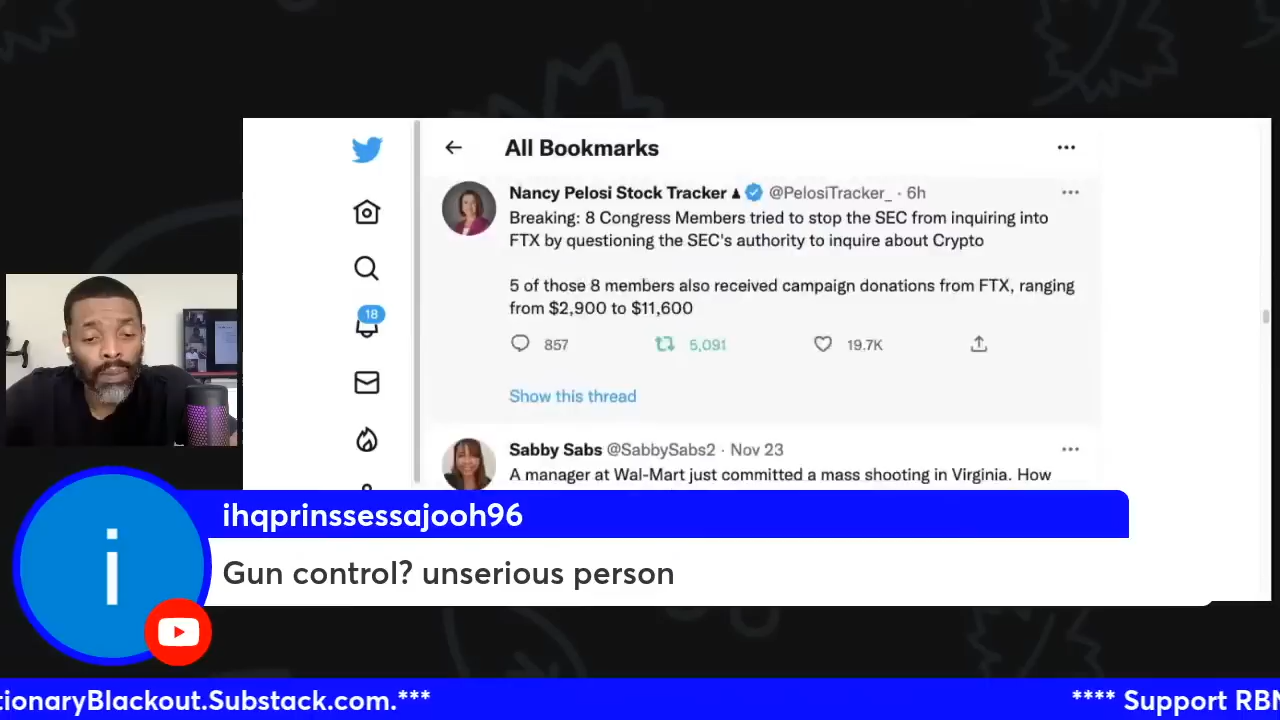 All Bookmarks
Nancy Pelosi Stock Tracker @PelosiTracker_ · 6h
Breaking: 8 Congress Members tried to stop the SEC from inquiring into
FTX by questioning the SEC's authority to inquire about Crypto
5 of those 8 members also received campaign donations from FTX, ranging
from $2,900 to $11,600
857 5,091 19.7K
Show this thread
18
Sabby Sabs @SabbySabs2 · Nov 23
A manager at Wal-Mart just committed a mass shooting in Virginia. How
i
ihqprinssessajooh96
Gun control? unserious person
tionaryBlackout.Substack.com.*** **** Support RBN